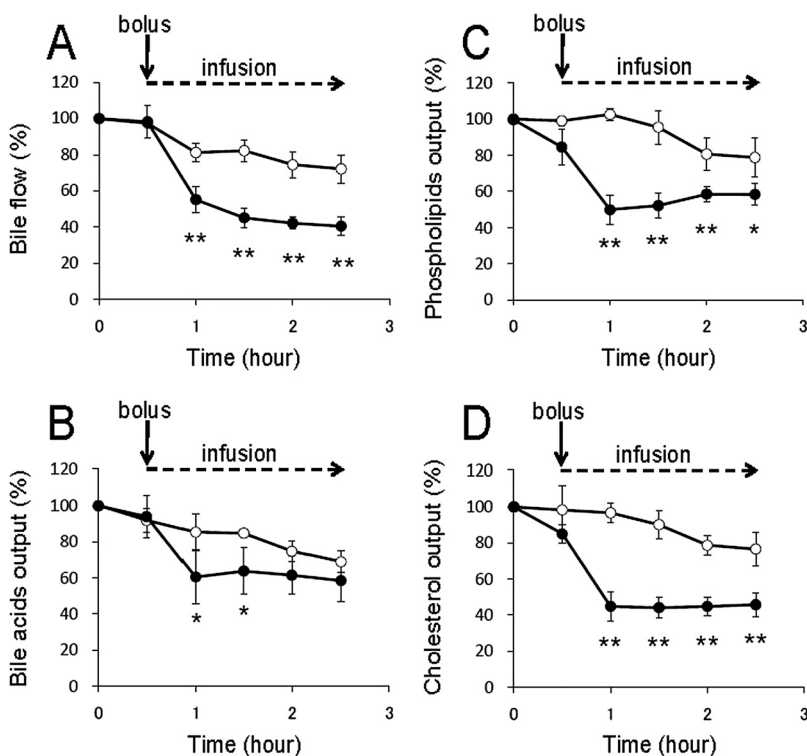 A
bolus
infusion
Bile flow (%)
120
100
80
60
40
20
0
** ** ** **
0 1 2 3
Time (hour)
C
bolus
infusion
Phospholipids output (%)
120
100
80
60
40
20
0
** ** ** *
0 1 2 3
Time (hour)
B
bolus
infusion
Bile acids output (%)
120
100
80
60
40
20
0
* *
0 1 2 3
Time (hour)
D
bolus
infusion
Cholesterol output (%)
120
100
80
60
40
20
0
** ** ** **
0 1 2 3
Time (hour)